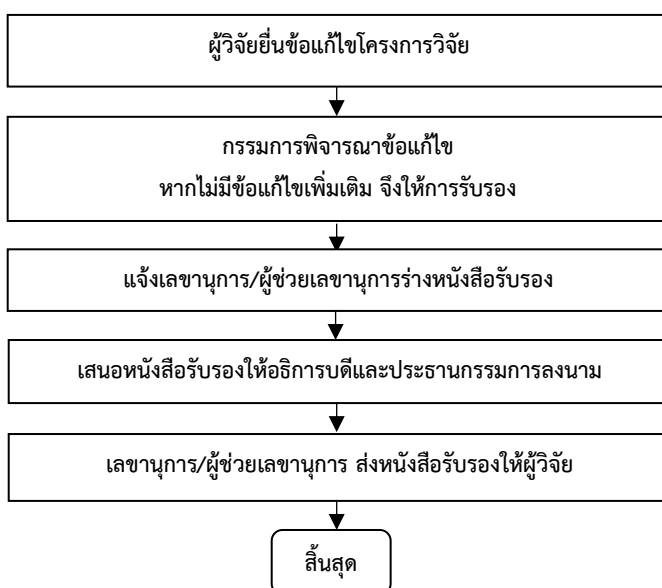 ผู้วิจัยยื่นข้อแก้ไขโครงการวิจัย
กรรมการพิจารณาข้อแก้ไข
หากไม่มีข้อแก้ไขเพิ่มเติม จึงให้การรับรอง
แจ้งเลขานุการ/ผู้ช่วยเลขานุการร่างหนังสือรับรอง
เสนอหนังสือรับรองให้อธิการบดีและประธานกรรมการลงนาม
เลขานุการ/ผู้ช่วยเลขานุการ ส่งหนังสือรับรองให้ผู้วิจัย
สิ้นสุด